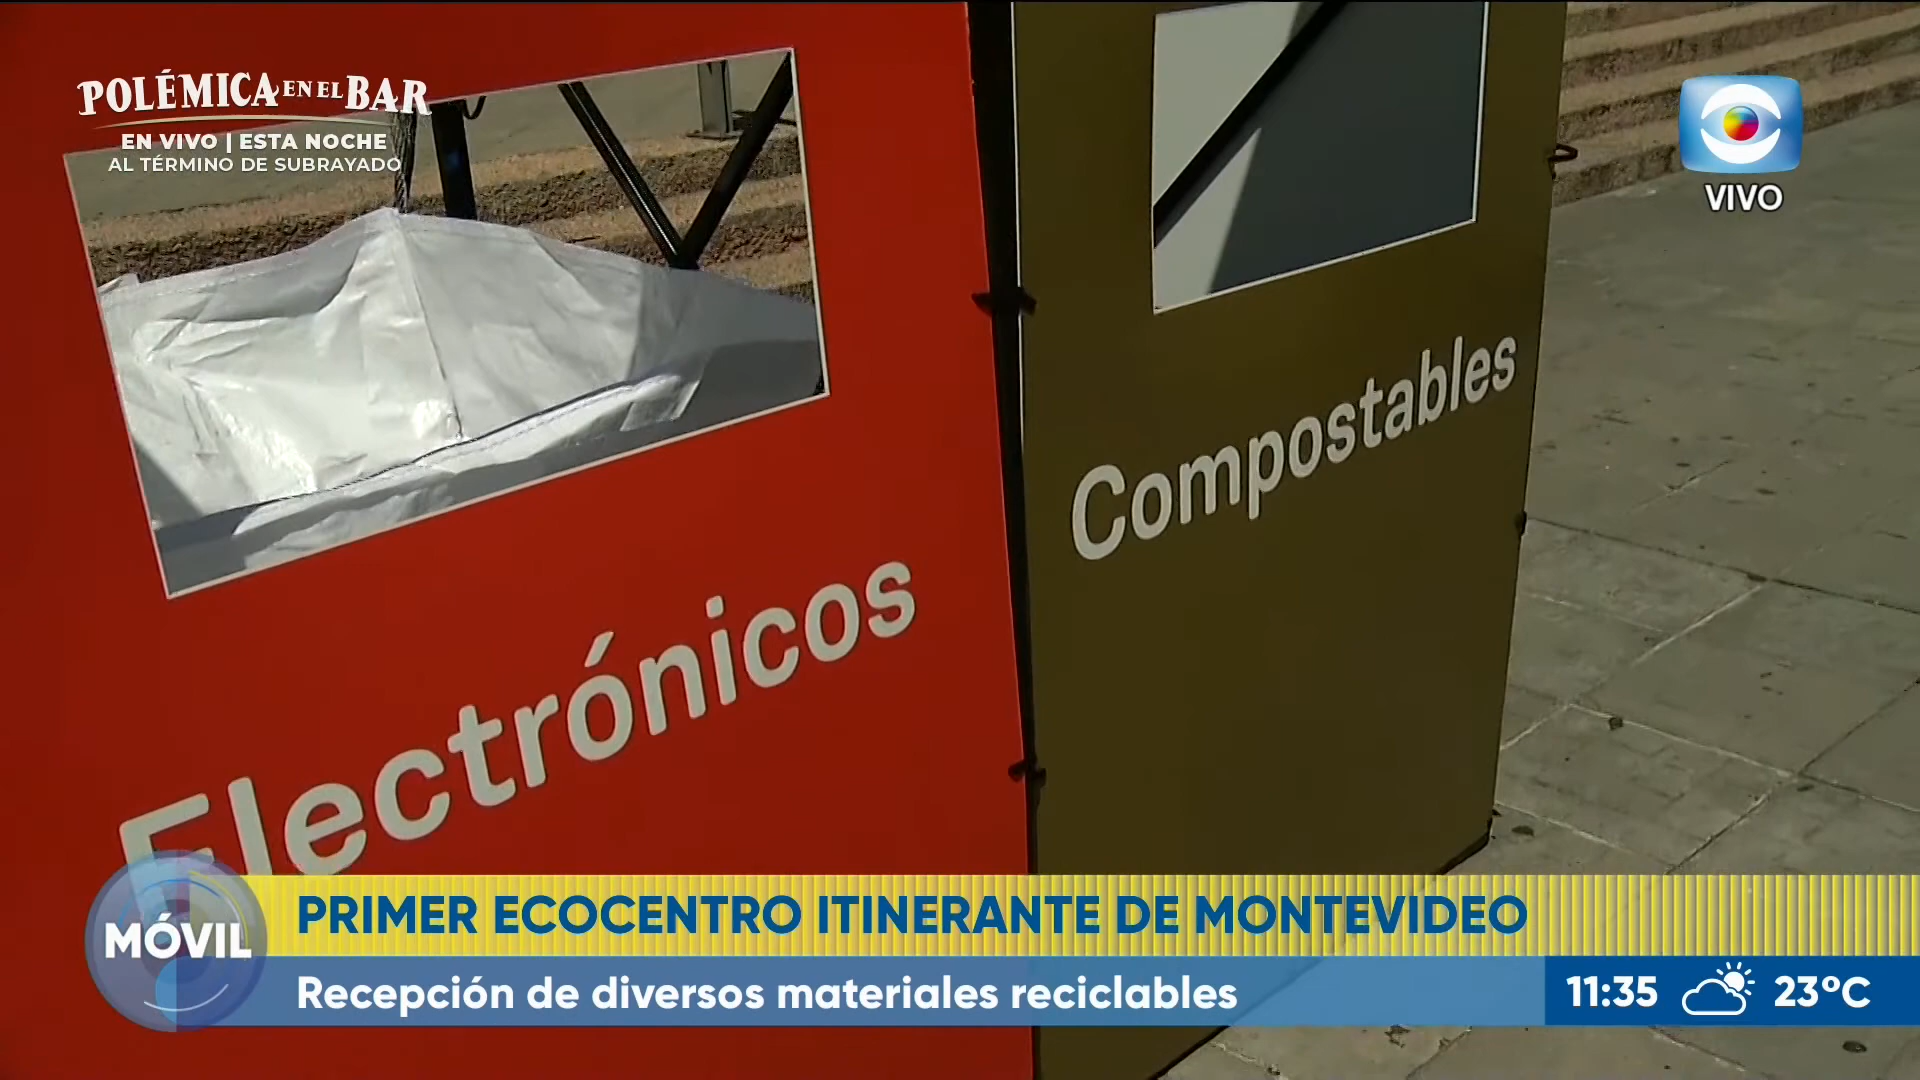 POLÉMICA EN EL BAR
EN VIVO | ESTA NOCHE
AL TÉRMINO DE SUBRAYADO
VIVO
Compostables
Electrónicos
MÓVIL
PRIMER ECOCENTRO ITINERANTE DE MONTEVIDEO
Recepción de diversos materiales reciclables
11:35 23°C